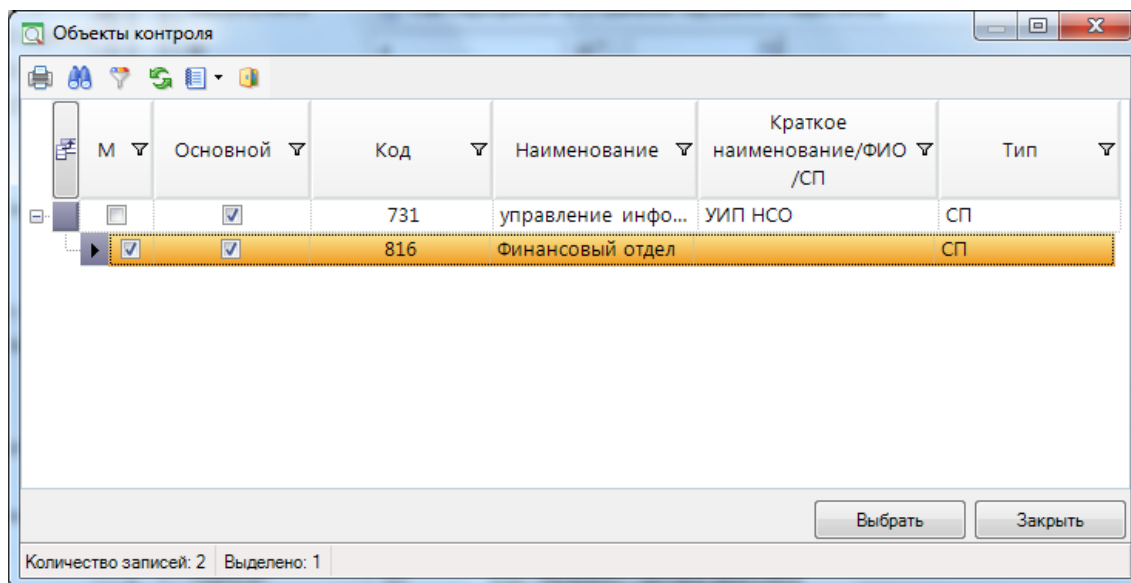 Объекты контроля
М Основной Код Наименование Краткое наименование/ФИО /СП Тип
731 управление инфо... УИП НСО СП
816 Финансовый отдел СП
Выбрать Закрыть
Количество записей: 2 Выделено: 1